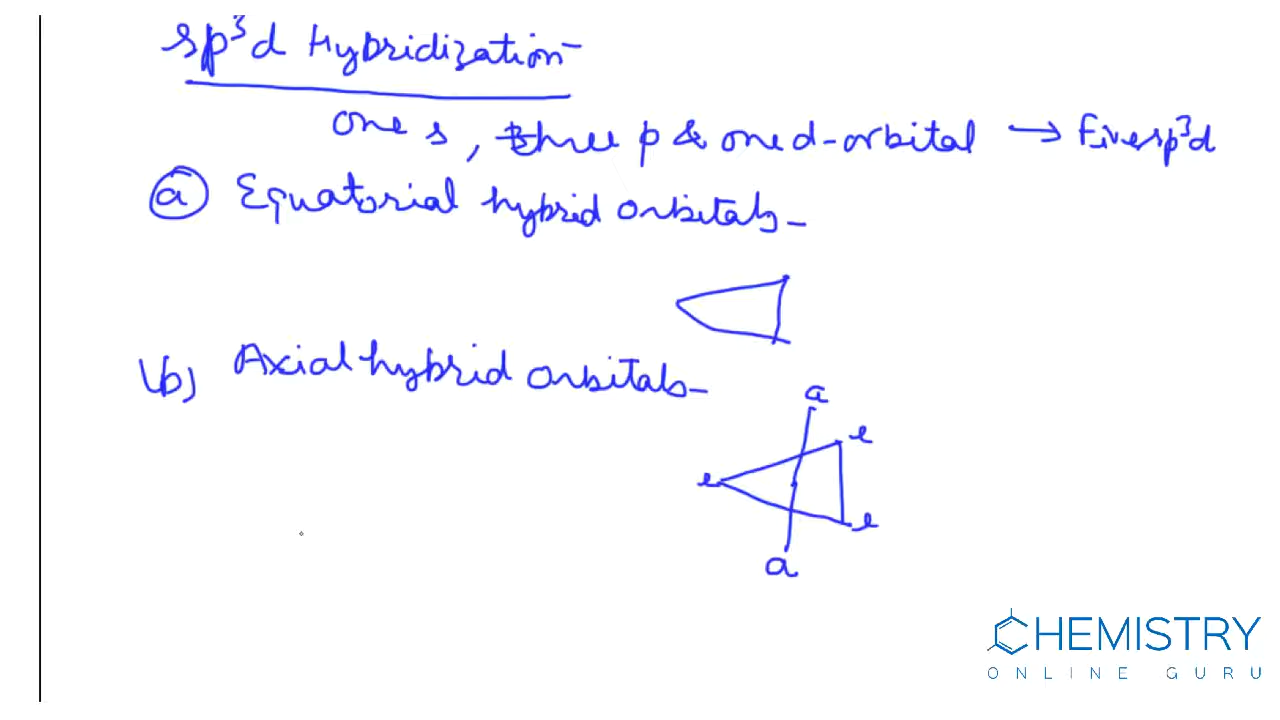 sp³d Hybridization-
one s, three p & one d-orbital → Five sp³d
(a) Equatorial hybrid orbitals-
(b) Axial hybrid orbitals-
a
e
e
e
a
CHEMISTRY
ONLINE GURU